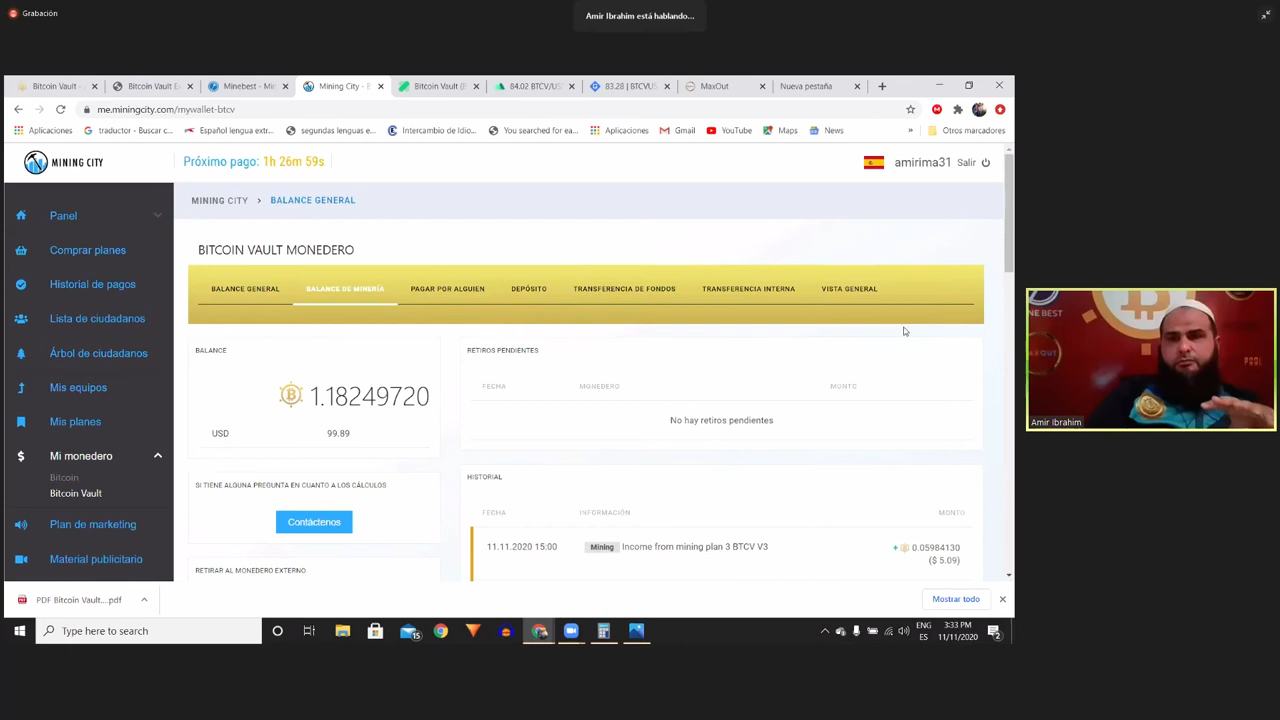 Grabación
Amir Ibrahim está hablando...
Bitcoin Vault -
Bitcoin Vault E
Minebest - Mi
Mining City - B
Bitcoin Vault (B
84.02 BTCV/US
83.28 | BTCVUS
MaxOut
Nueva pestaña
me.miningcity.com/mywallet-btcv
Aplicaciones
traductor - Buscar c...
Español lengua extr...
segundas lenguas e...
Intercambio de Idio...
You searched for ea...
Aplicaciones
Gmail
YouTube
Maps
News
»
Otros marcadores
MINING CITY
Próximo pago: 1h 26m 59s
amirima31 Salir
Panel
Comprar planes
Historial de pagos
Lista de ciudadanos
Árbol de ciudadanos
Mis equipos
Mis planes
$ Mi monedero
Bitcoin
Bitcoin Vault
Plan de marketing
Material publicitario
MINING CITY > BALANCE GENERAL
BITCOIN VAULT MONEDERO
BALANCE GENERAL
BALANCE DE MINERÍA
PAGAR POR ALGUIEN
DEPÓSITO
TRANSFERENCIA DE FONDOS
TRANSFERENCIA INTERNA
VISTA GENERAL
BALANCE
1.18249720
USD 99.89
SI TIENE ALGUNA PREGUNTA EN CUANTO A LOS CÁLCULOS
Contáctenos
RETIRAR AL MONEDERO EXTERNO
RETIROS PENDIENTES
FECHA MONEDERO MONTO
No hay retiros pendientes
HISTORIAL
FECHA INFORMACIÓN MONTO
11.11.2020 15:00 Mining Income from mining plan 3 BTCV V3 + 0.05984130
($ 5.09)
NE BEST
Amir Ibrahim
PDF Bitcoin Vault....pdf
Mostrar todo
Type here to search
15
ENG
ES
3:33 PM
11/11/2020
2